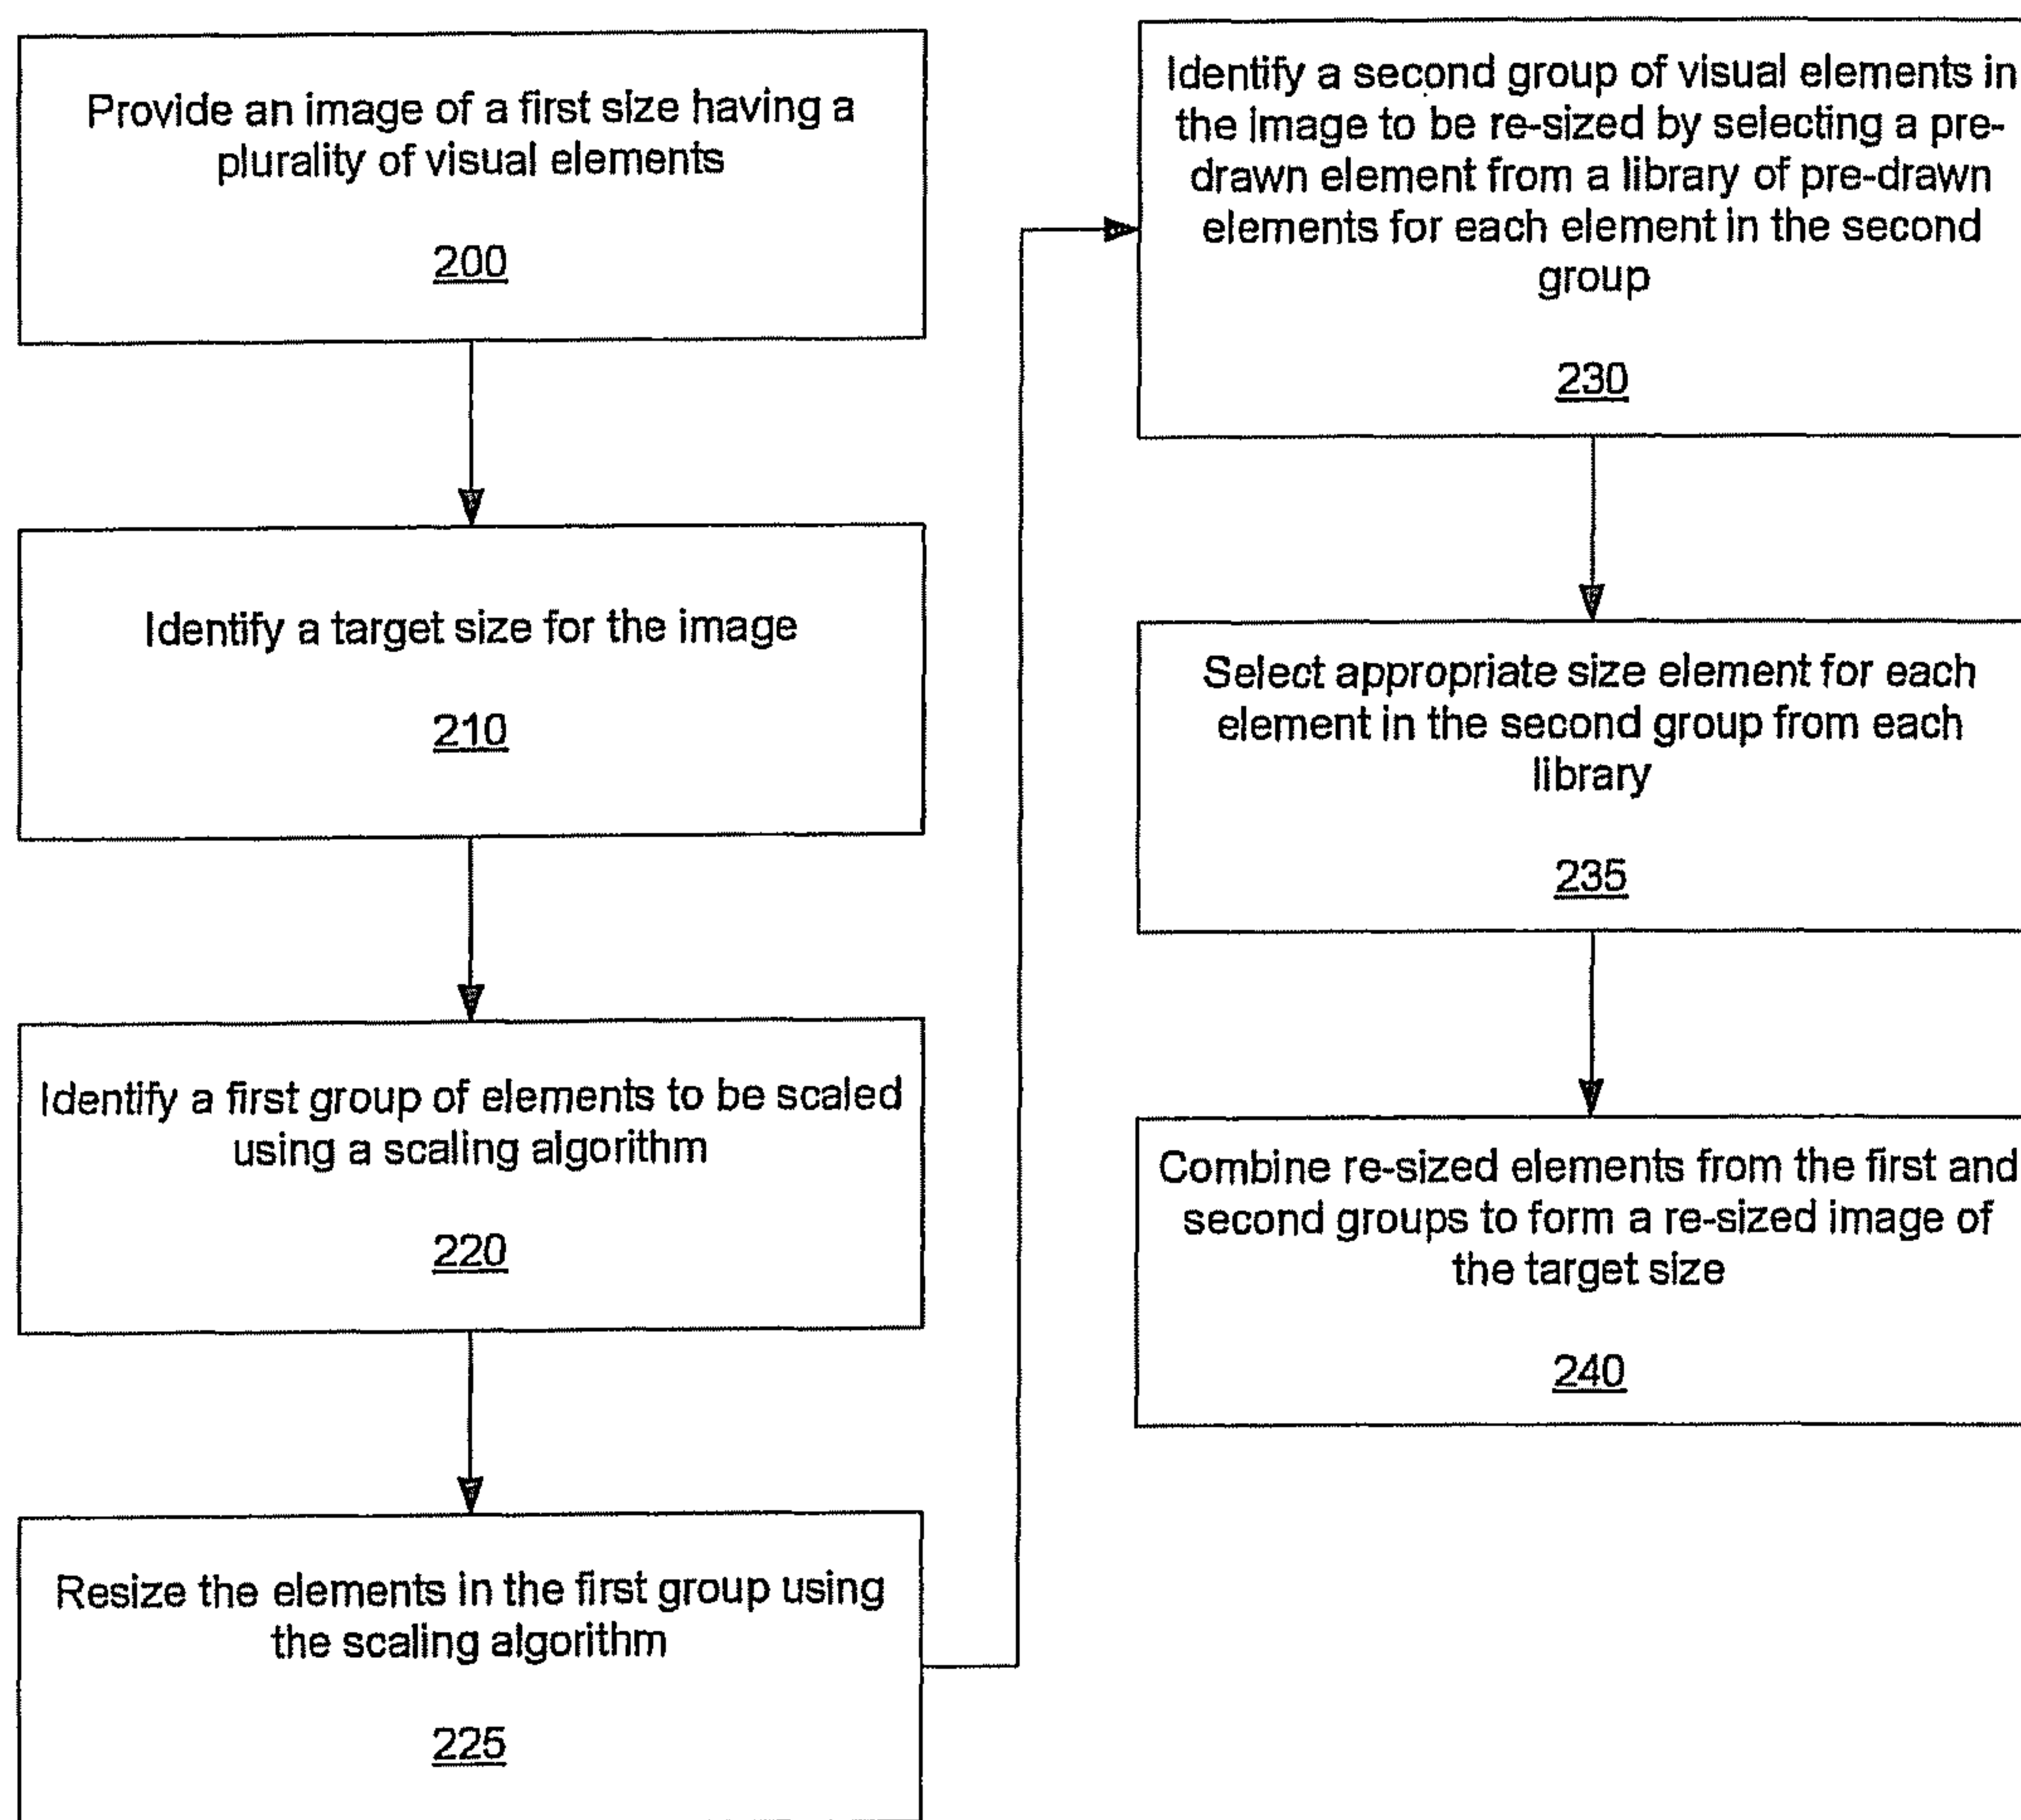 Provide an image of a first size having a
plurality of visual elements
200
Identify a target size for the image
210
Identify a first group of elements to be scaled
using a scaling algorithm
220
Resize the elements in the first group using
the scaling algorithm
225
Identify a second group of visual elements in
the image to be re-sized by selecting a pre-
drawn element from a library of pre-drawn
elements for each element in the second
group
230
Select appropriate size element for each
element in the second group from each
library
235
Combine re-sized elements from the first and
second groups to form a re-sized image of
the target size
240